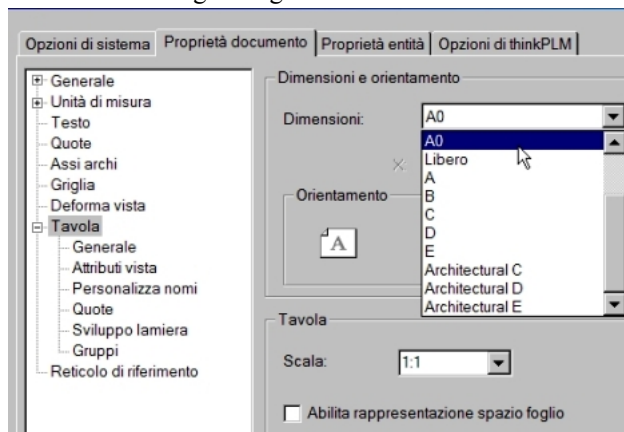 Opzioni di sistema
Proprietà documento
Proprietà entità
Opzioni di thinkPLM
Generale
Unità di misura
Testo
Quote
Assi archi
Griglia
Deforma vista
Tavola
Generale
Attributi vista
Personalizza nomi
Quote
Sviluppo lamiera
Gruppi
Reticolo di riferimento
Dimensioni e orientamento
Dimensioni:
A0
A0
Libero
A
B
C
D
E
Architectural C
Architectural D
Architectural E
Orientamento
A
Tavola
Scala:
1:1
Abilita rappresentazione spazio foglio